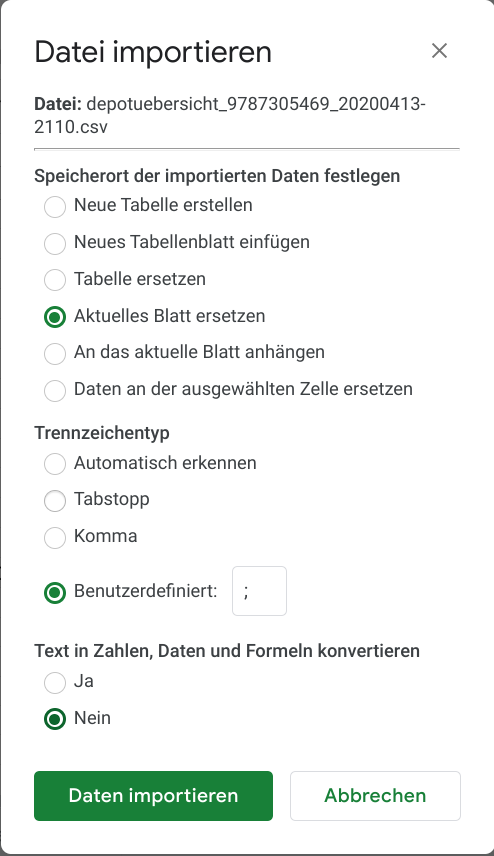 Datei importieren
Datei: depotuebersicht_9787305469_20200413-
2110.csv
Speicherort der importierten Daten festlegen
Neue Tabelle erstellen
Neues Tabellenblatt einfügen
Tabelle ersetzen
Aktuelles Blatt ersetzen
An das aktuelle Blatt anhängen
Daten an der ausgewählten Zelle ersetzen
Trennzeichentyp
Automatisch erkennen
Tabstopp
Komma
Benutzerdefiniert: ;
Text in Zahlen, Daten und Formeln konvertieren
Ja
Nein
Daten importieren Abbrechen